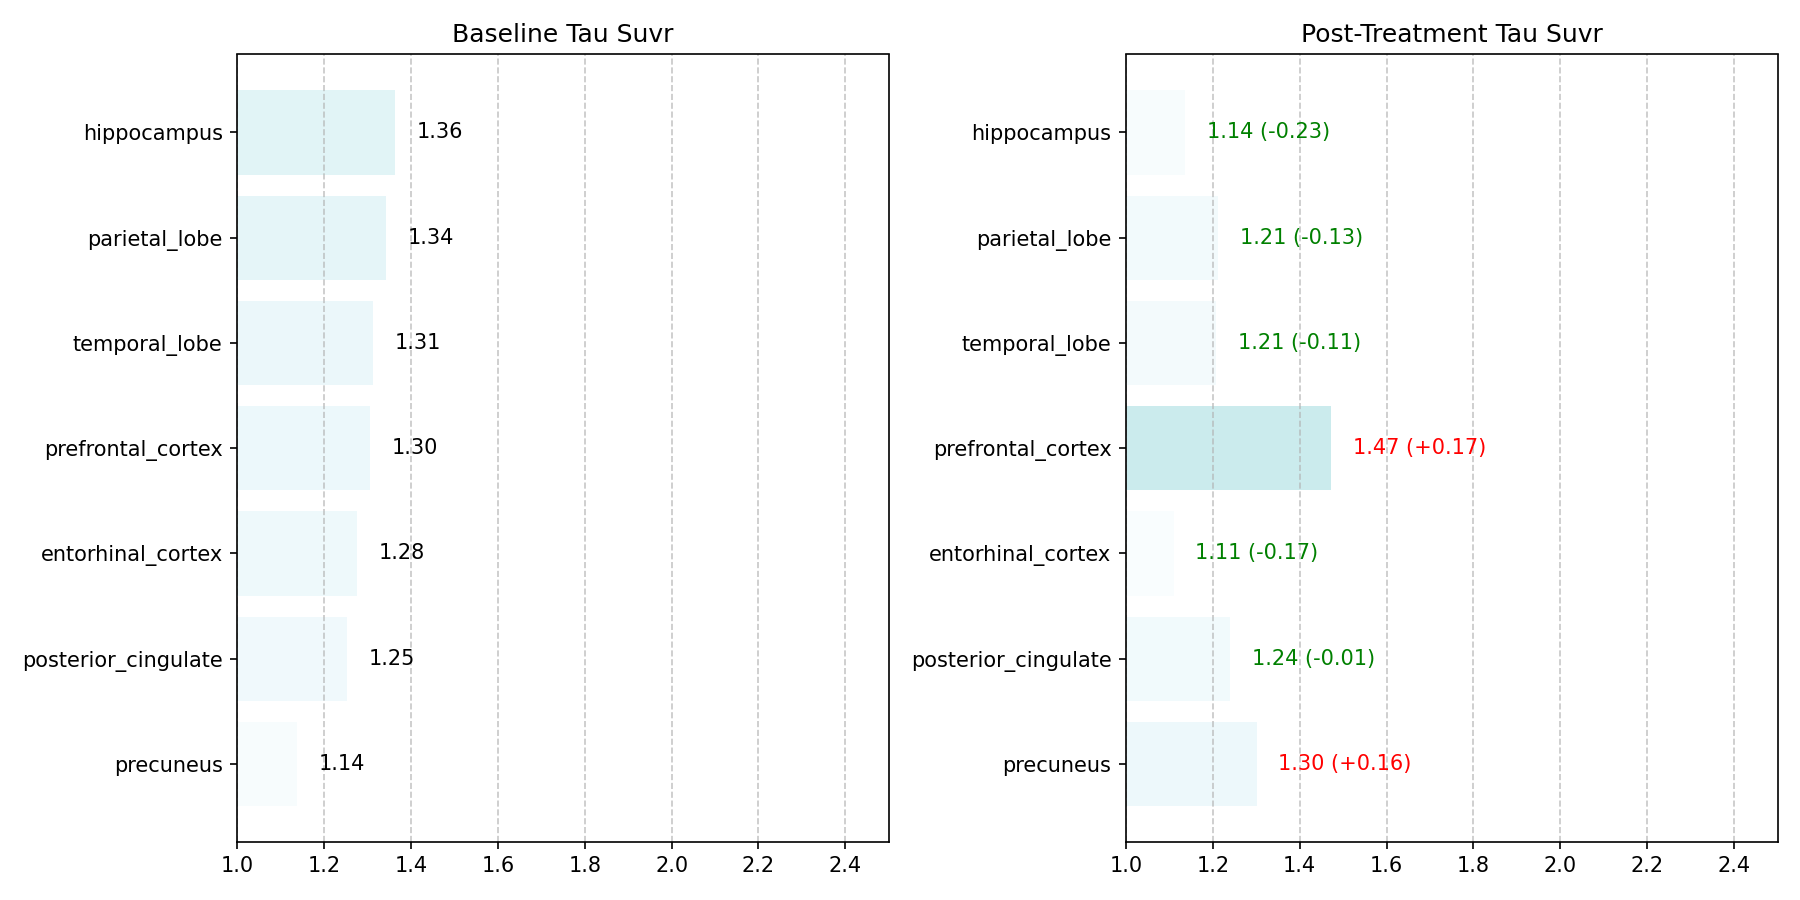 Baseline Tau Suvr
hippocampus 1.36
parietal_lobe 1.34
temporal_lobe 1.31
prefrontal_cortex 1.30
entorhinal_cortex 1.28
posterior_cingulate 1.25
precuneus 1.14
1.0 1.2 1.4 1.6 1.8 2.0 2.2 2.4
Post-Treatment Tau Suvr
hippocampus 1.14 (-0.23)
parietal_lobe 1.21 (-0.13)
temporal_lobe 1.21 (-0.11)
prefrontal_cortex 1.47 (+0.17)
entorhinal_cortex 1.11 (-0.17)
posterior_cingulate 1.24 (-0.01)
precuneus 1.30 (+0.16)
1.0 1.2 1.4 1.6 1.8 2.0 2.2 2.4